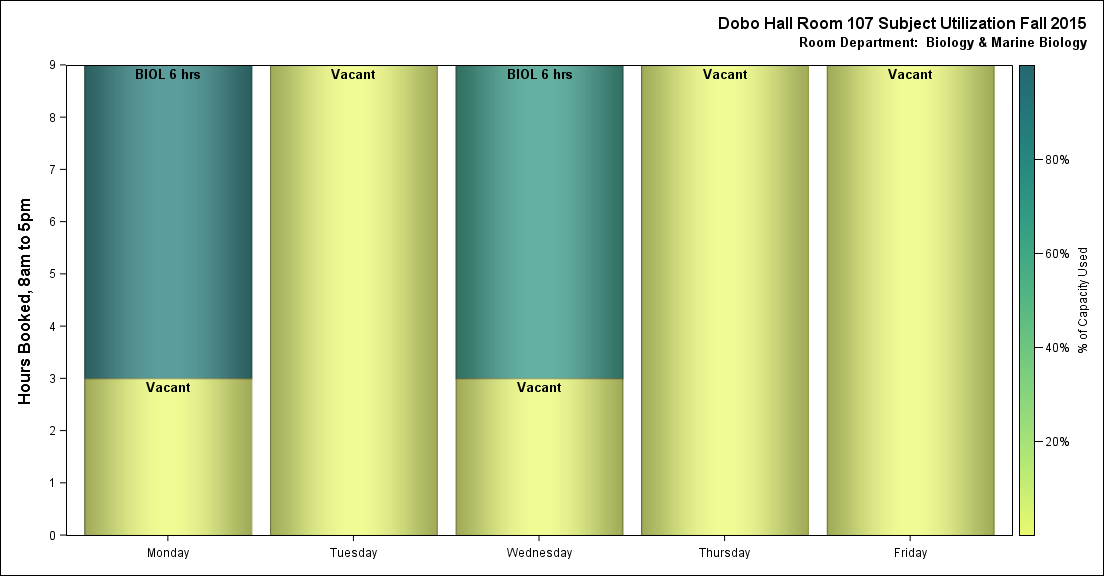 Dobo Hall Room 107 Subject Utilization Fall 2015
Room Department:  Biology & Marine Biology
Hours Booked, 8am to 5pm
9
8
7
6
5
4
3
2
1
0
BIOL 6 hrs
Vacant
Vacant
BIOL 6 hrs
Vacant
Vacant
Vacant
Monday
Tuesday
Wednesday
Thursday
Friday
80%
60%
40%
20%
% of Capacity Used